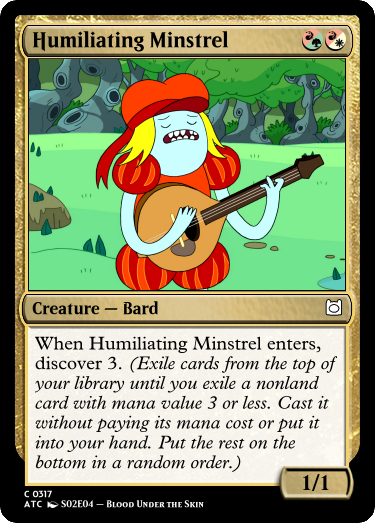 Humiliating Minstrel
Creature — Bard
When Humiliating Minstrel enters,
discover 3. (Exile cards from the top of
your library until you exile a nonland
card with mana value 3 or less. Cast it
without paying its mana cost or put it
into your hand. Put the rest on the
bottom in a random order.)
1/1
C 0317
ATC S02E04 – Blood Under the Skin